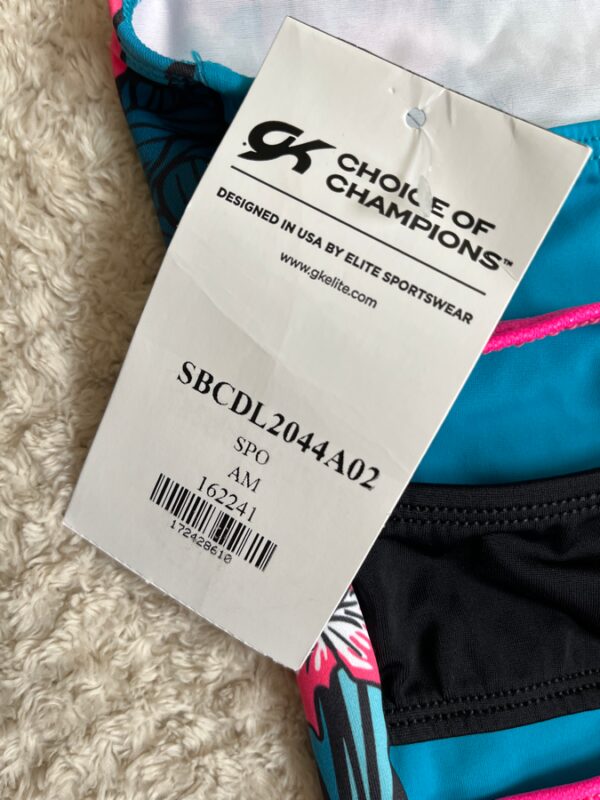 GK CHOICE OF
CHAMPIONS™
DESIGNED IN USA BY ELITE SPORTSWEAR
www.gkelite.com
SBCDL2044A02
SPO
AM
162241
172428610